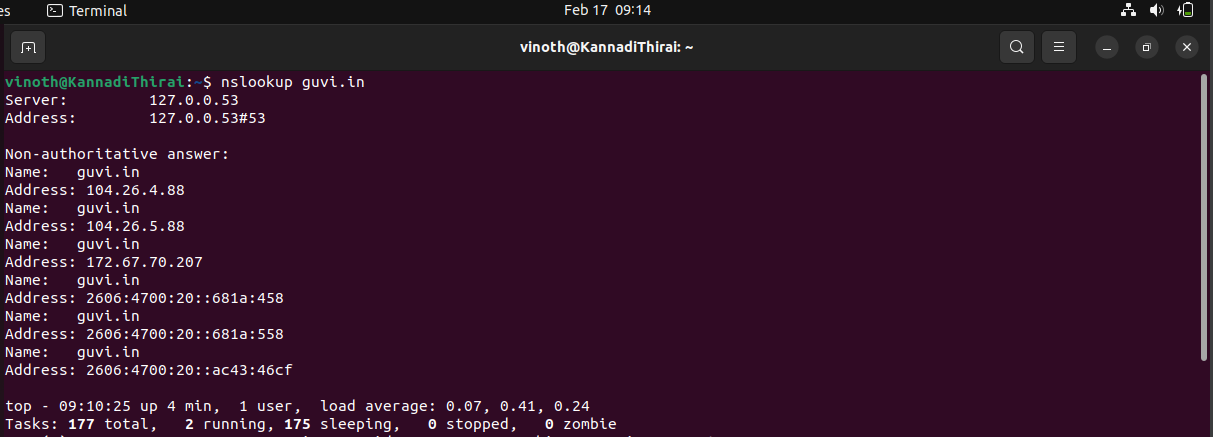 es Terminal Feb 17 09:14
vinoth@KannadiThirai: ~
vinoth@KannadiThirai:~$ nslookup guvi.in
Server: 127.0.0.53
Address: 127.0.0.53#53
Non-authoritative answer:
Name: guvi.in
Address: 104.26.4.88
Name: guvi.in
Address: 104.26.5.88
Name: guvi.in
Address: 172.67.70.207
Name: guvi.in
Address: 2606:4700:20::681a:458
Name: guvi.in
Address: 2606:4700:20::681a:558
Name: guvi.in
Address: 2606:4700:20::ac43:46cf
top - 09:10:25 up 4 min, 1 user, load average: 0.07, 0.41, 0.24
Tasks: 177 total, 2 running, 175 sleeping, 0 stopped, 0 zombie